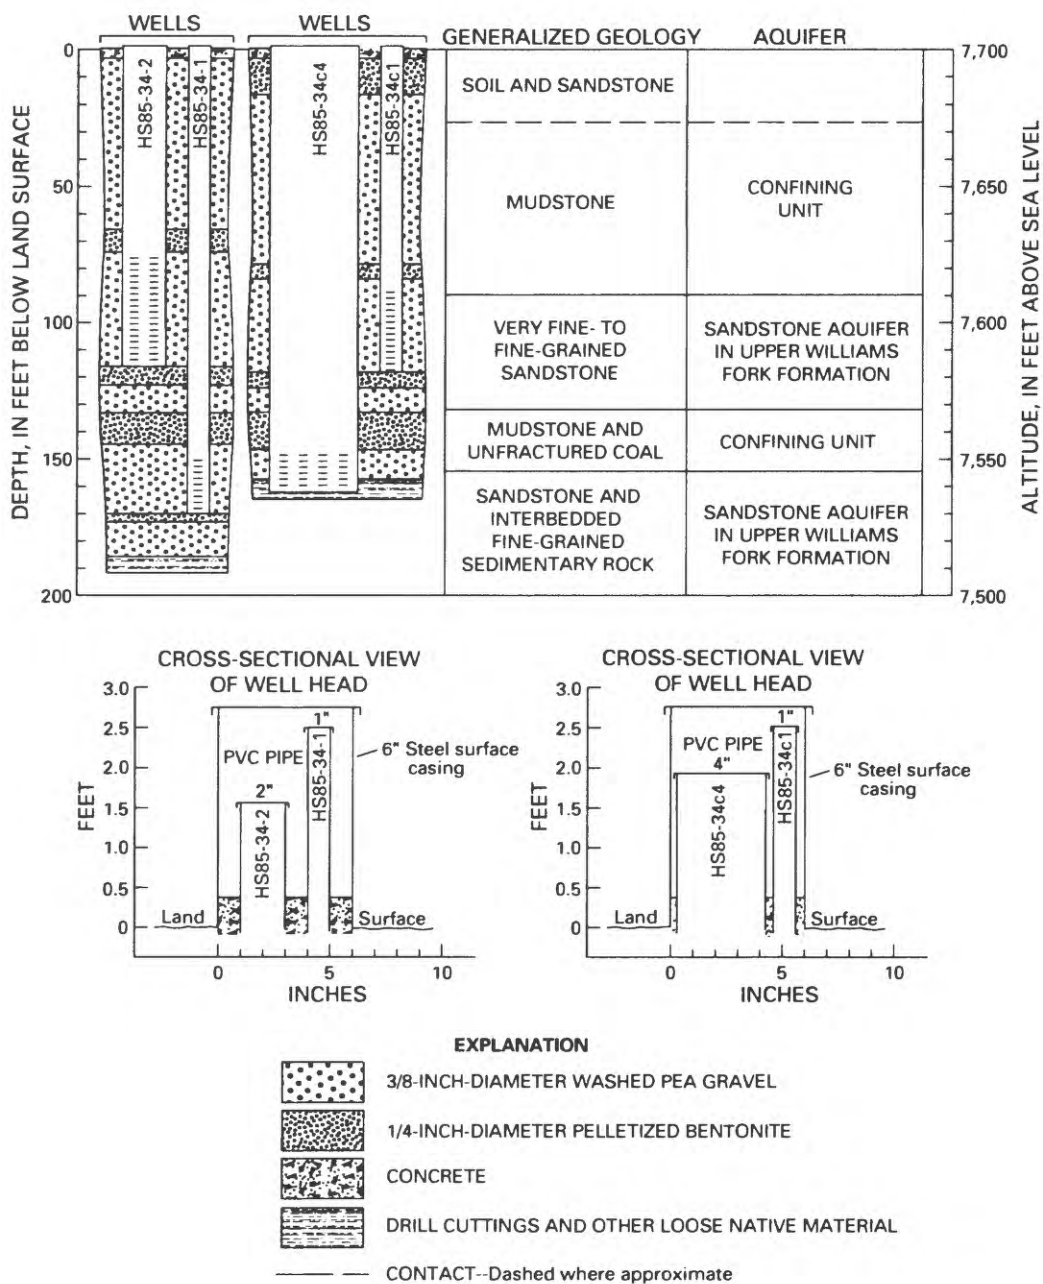 WELLS
WELLS
GENERALIZED GEOLOGY
AQUIFER
DEPTH, IN FEET BELOW LAND SURFACE
0
50
100
150
200
HS85-34-2
HS85-34-1
HS85-34c4
HS85-34c1
SOIL AND SANDSTONE
MUDSTONE
CONFINING
UNIT
VERY FINE- TO
FINE-GRAINED
SANDSTONE
SANDSTONE AQUIFER
IN UPPER WILLIAMS
FORK FORMATION
MUDSTONE AND
UNFRACTURED COAL
CONFINING UNIT
SANDSTONE AND
INTERBEDDED
FINE-GRAINED
SEDIMENTARY ROCK
SANDSTONE AQUIFER
IN UPPER WILLIAMS
FORK FORMATION
7,700
7,650
7,600
7,550
7,500
ALTITUDE, IN FEET ABOVE SEA LEVEL
CROSS-SECTIONAL VIEW
OF WELL HEAD
3.0
2.5
2.0
1.5
1.0
0.5
0
FEET
1"
PVC PIPE
2"
HS85-34-2
HS85-34-1
6" Steel surface
casing
Land
Surface
0
5
10
INCHES
CROSS-SECTIONAL VIEW
OF WELL HEAD
3.0
2.5
2.0
1.5
1.0
0.5
0
FEET
1"
PVC PIPE
4"
HS85-34c4
HS85-34c1
6" Steel surface
casing
Land
Surface
0
5
10
INCHES
EXPLANATION
3/8-INCH-DIAMETER WASHED PEA GRAVEL
1/4-INCH-DIAMETER PELLETIZED BENTONITE
CONCRETE
DRILL CUTTINGS AND OTHER LOOSE NATIVE MATERIAL
CONTACT--Dashed where approximate